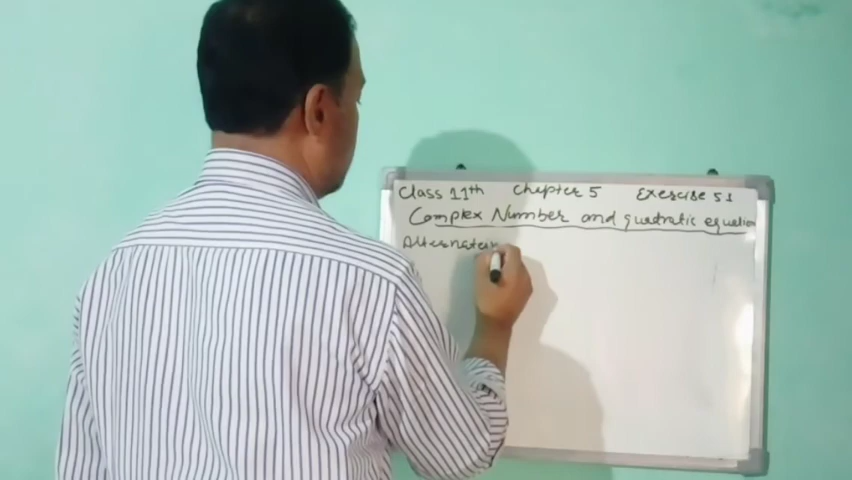 Class 11th Chapter 5 Exercise 5.1
Complex Number and quadratic equation